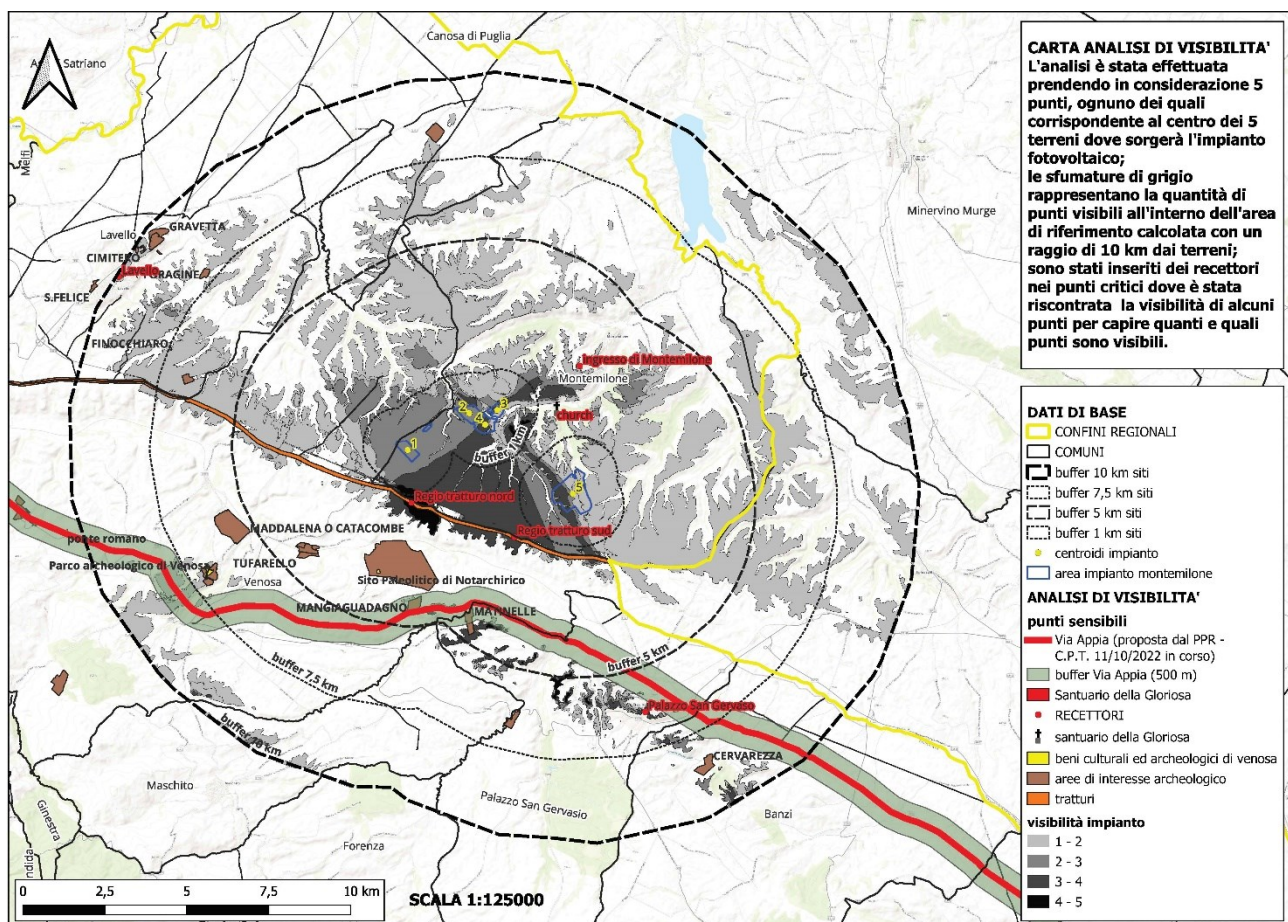 Canosa di Puglia
Satriano
Melfi
Minervino Murge
Lavello
GRAVETTA
CIMITERO
Lavello
GRAGINE
S.FELICE
FINOCCHIARO
ingresso di Montemilone
Montemilone
church
2
3
4
1
5
buffer 1km
Regio tratturo nord
Regio tratturo sud
MADDALENA O CATACOMBE
ponte romano
Parco archeologico di Venosa
TUFARELLO
Venosa
Sito Paleolitico di Notarchirico
MANGIAGUADAGNO
MATINELLE
buffer 5 km
buffer 7,5 km
buffer 10 km
Palazzo San Gervaso
CERVAREZZA
Maschito
Palazzo San Gervasio
Banzi
Ginestra
Forenza
0 2,5 5 7,5 10 km
SCALA 1:125000
CARTA ANALISI DI VISIBILITA'
L'analisi è stata effettuata
prendendo in considerazione 5
punti, ognuno dei quali
corrispondente al centro dei 5
terreni dove sorgerà l'impianto
fotovoltaico;
le sfumature di grigio
rappresentano la quantità di
punti visibili all'interno dell'area
di riferimento calcolata con un
raggio di 10 km dai terreni;
sono stati inseriti dei recettori
nei punti critici dove è stata
riscontrata la visibilità di alcuni
punti per capire quanti e quali
punti sono visibili.
DATI DI BASE
CONFINI REGIONALI
COMUNI
buffer 10 km siti
buffer 7,5 km siti
buffer 5 km siti
buffer 1 km siti
centroidi impianto
area impianto montemilone
ANALISI DI VISIBILITA'
punti sensibili
Via Appia (proposta dal PPR -
C.P.T. 11/10/2022 in corso)
buffer Via Appia (500 m)
Santuario della Gloriosa
RECETTORI
santuario della Gloriosa
beni culturali ed archeologici di venosa
aree di interesse archeologico
tratturi
visibilità impianto
1 - 2
2 - 3
3 - 4
4 - 5